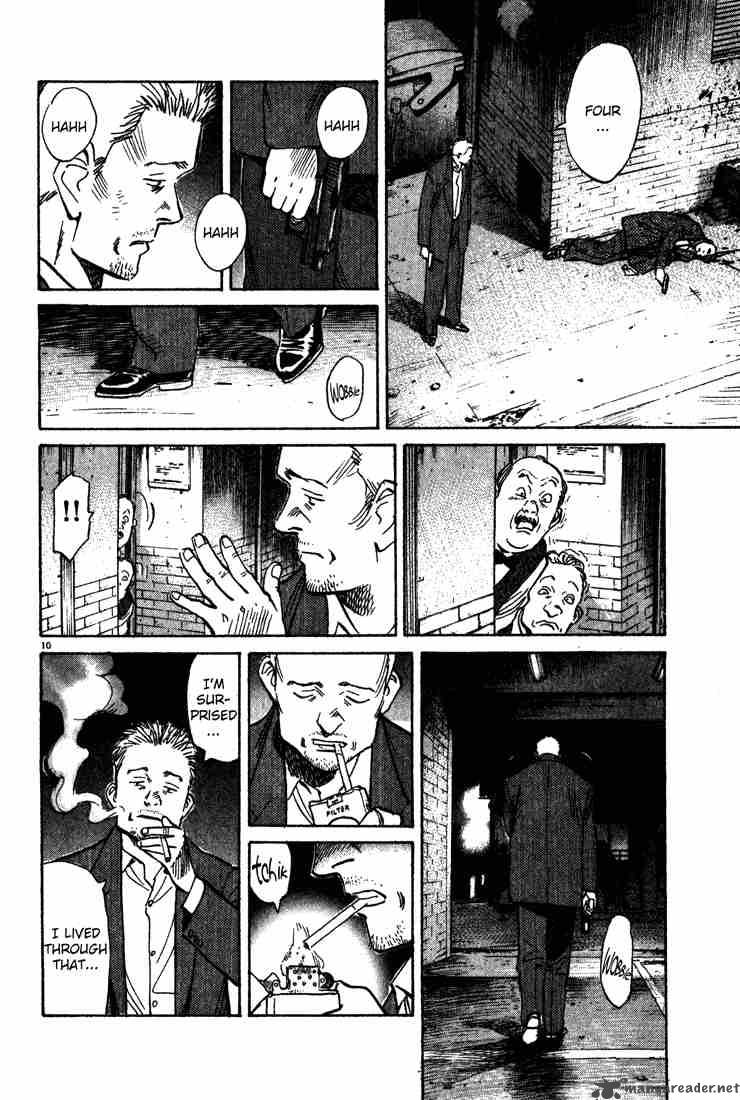 FOUR
...
HAHH
HAHH
HAHH
WOBBLE
!!
10
I'M
SUR-
PRISED
...
FILTER
tchik
I LIVED
THROUGH
THAT...
WOBBLE
mangareader.net